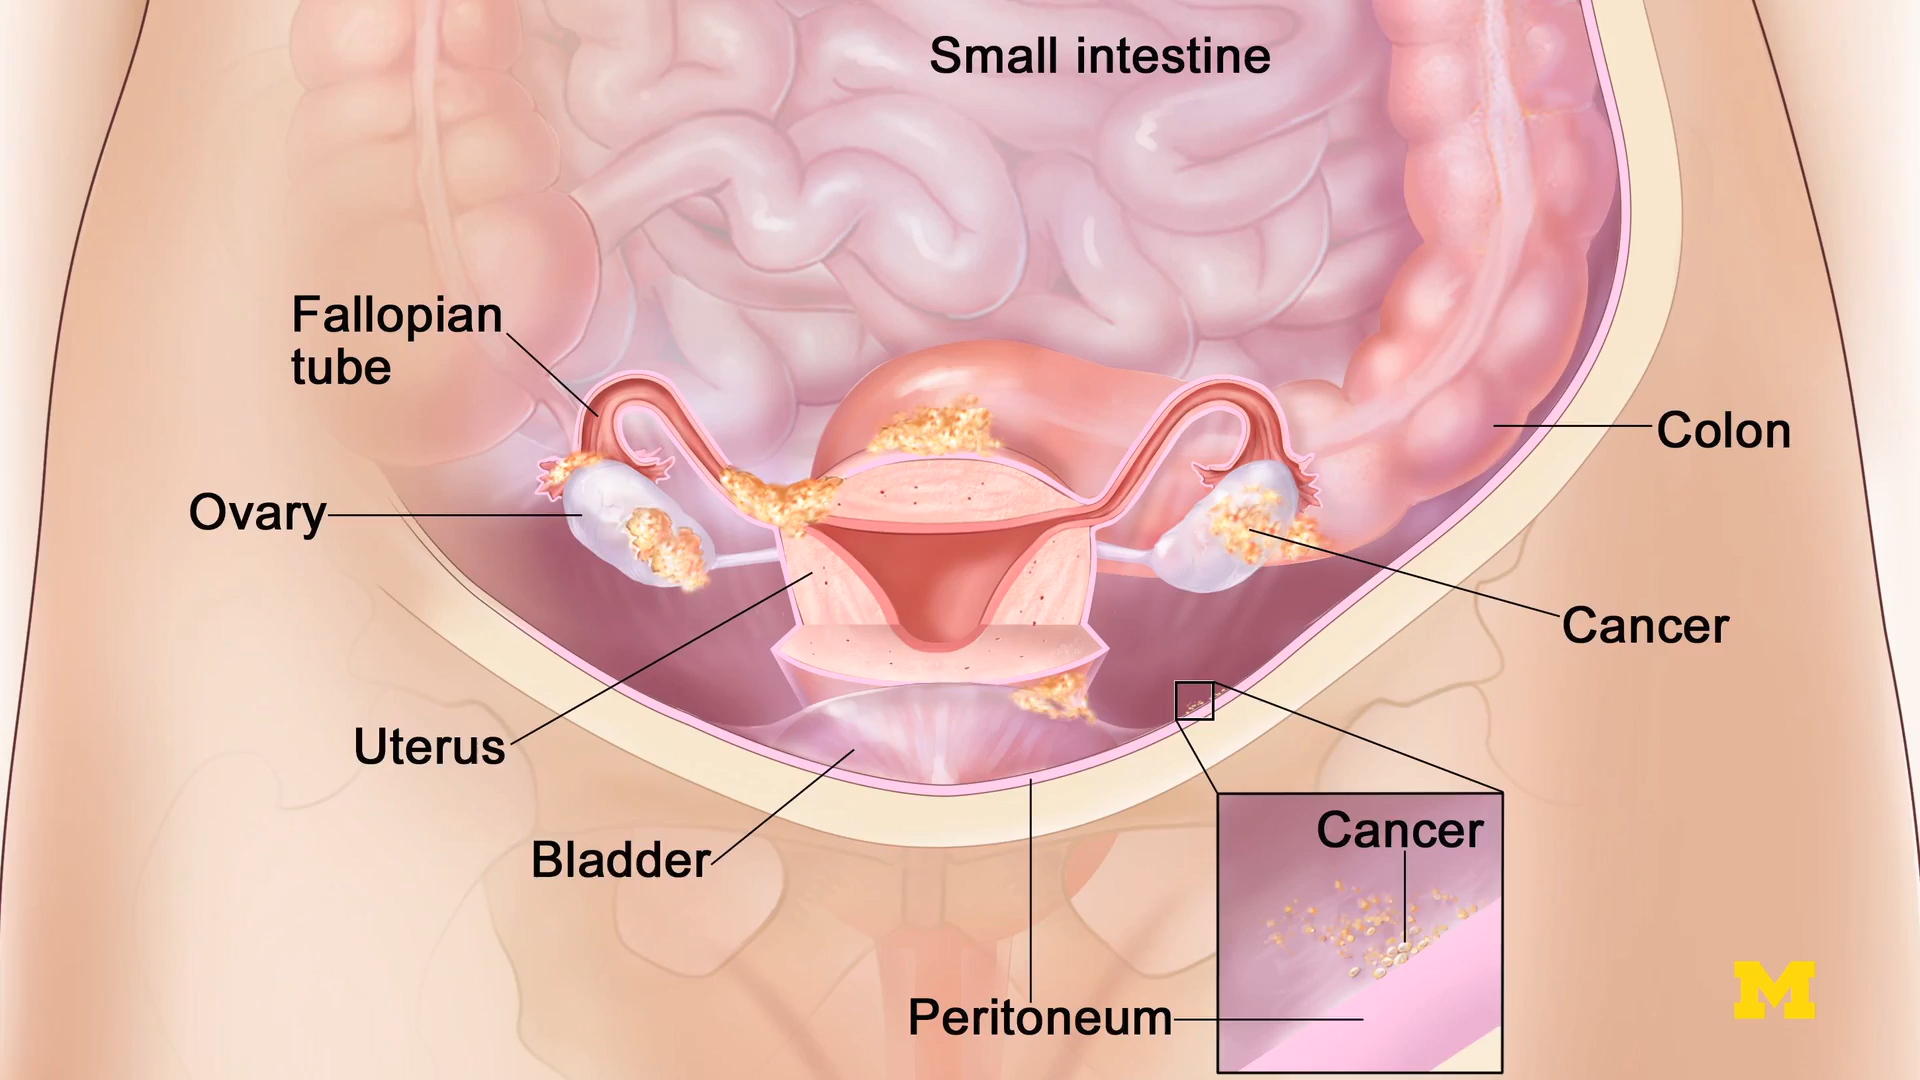 Small intestine
Fallopian
tube
Colon
Ovary
Cancer
Uterus
Cancer
Bladder
Peritoneum
M